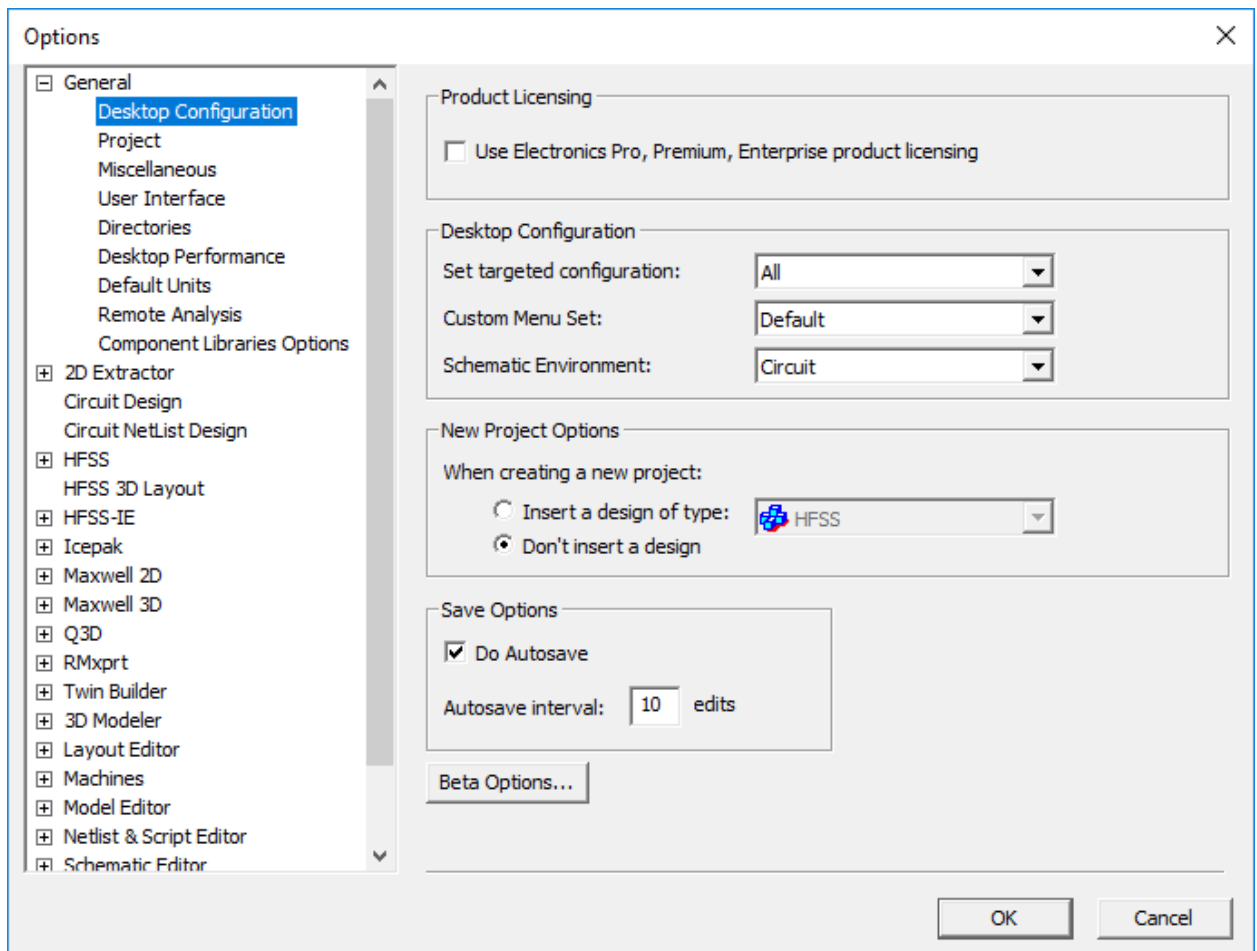 Options
General
Desktop Configuration
Project
Miscellaneous
User Interface
Directories
Desktop Performance
Default Units
Remote Analysis
Component Libraries Options
2D Extractor
Circuit Design
Circuit NetList Design
HFSS
HFSS 3D Layout
HFSS-IE
Icepak
Maxwell 2D
Maxwell 3D
Q3D
RMxprt
Twin Builder
3D Modeler
Layout Editor
Machines
Model Editor
Netlist & Script Editor
Schematic Editor
Product Licensing
Use Electronics Pro, Premium, Enterprise product licensing
Desktop Configuration
Set targeted configuration: All
Custom Menu Set: Default
Schematic Environment: Circuit
New Project Options
When creating a new project:
Insert a design of type: HFSS
Don't insert a design
Save Options
Do Autosave
Autosave interval: 10 edits
Beta Options...
OK Cancel